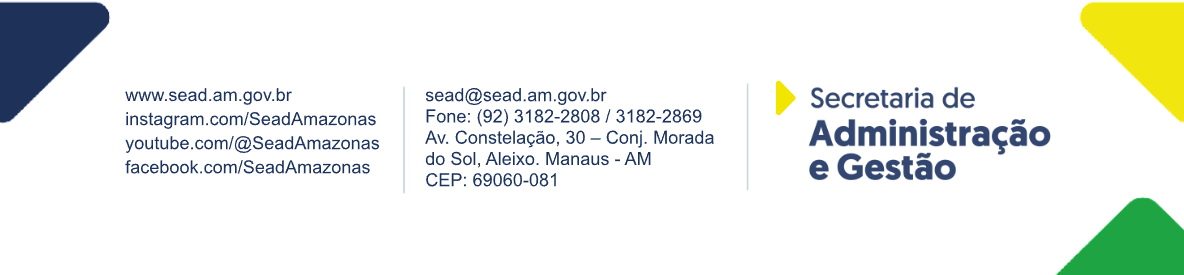 www.sead.am.gov.br
instagram.com/SeadAmazonas
youtube.com/@SeadAmazonas
facebook.com/SeadAmazonas
sead@sead.am.gov.br
Fone: (92) 3182-2808 / 3182-2869
Av. Constelação, 30 – Conj. Morada
do Sol, Aleixo. Manaus - AM
CEP: 69060-081
Secretaria de
Administração
e Gestão